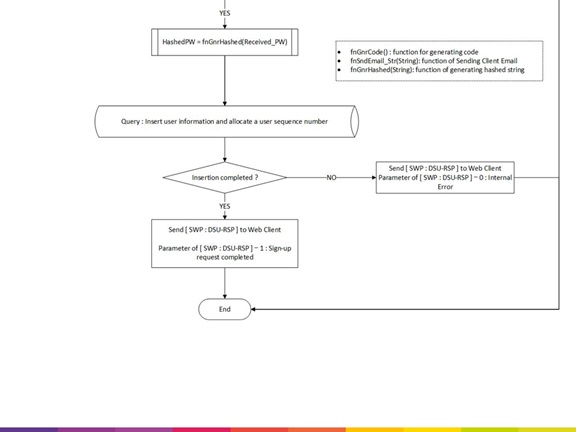 YES
HashedPW = fnGnrHashed(Received_PW)
• fnGnrCode() : function for generating code
• fnSndEmail_Str(String): function of Sending Client Email
• fnGnrHashed(String): function of generating hashed string
Query : Insert user information and allocate a user sequence number
Insertion completed ?
NO
Send [ SWP : DSU-RSP ] to Web Client
Parameter of [ SWP : DSU-RSP ] – 0 : Internal
Error
YES
Send [ SWP : DSU-RSP ] to Web Client
Parameter of [ SWP : DSU-RSP ] – 1 : Sign-up
request completed
End